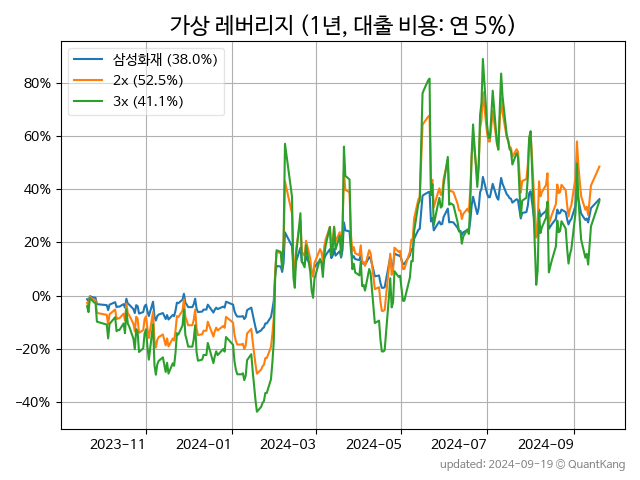 가상 레버리지 (1년, 대출 비용: 연 5%)
삼성화재 (38.0%)
2x (52.5%)
3x (41.1%)
80%
60%
40%
20%
0%
−20%
−40%
2023-11
2024-01
2024-03
2024-05
2024-07
2024-09
updated: 2024-09-19 © QuantKang